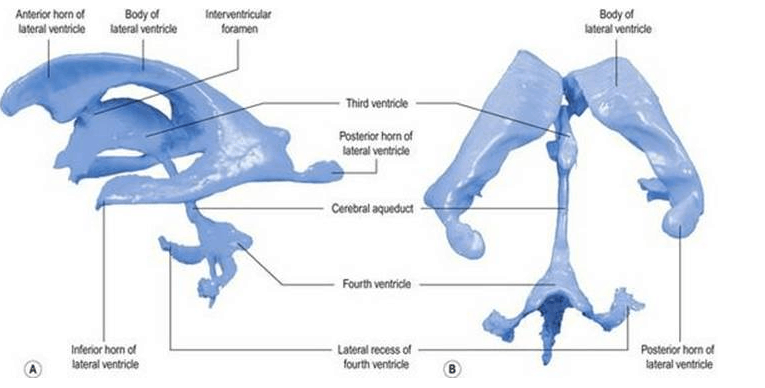 Anterior horn of
lateral ventricle
Body of
lateral ventricle
Interventricular
foramen
Body of
lateral ventricle
Third ventricle
Posterior horn of
lateral ventricle
Cerebral aqueduct
Fourth ventricle
Inferior horn of
lateral ventricle
Lateral recess of
fourth ventricle
Posterior horn of
lateral ventricle
A
B